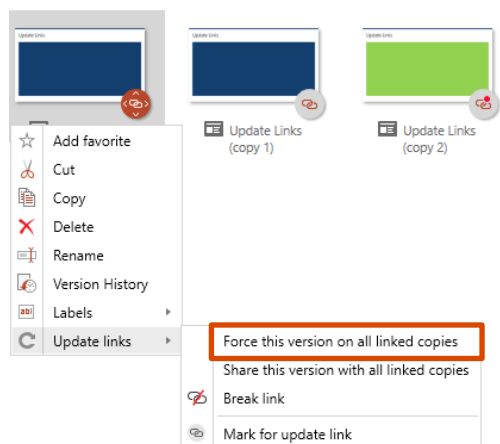 Update Links
Update Links
Update Links
Update Links
(copy 1)
Update Links
(copy 2)
Add favorite
Cut
Copy
Delete
Rename
Version History
abl
Labels
Update links
Force this version on all linked copies
Share this version with all linked copies
Break link
Mark for update link